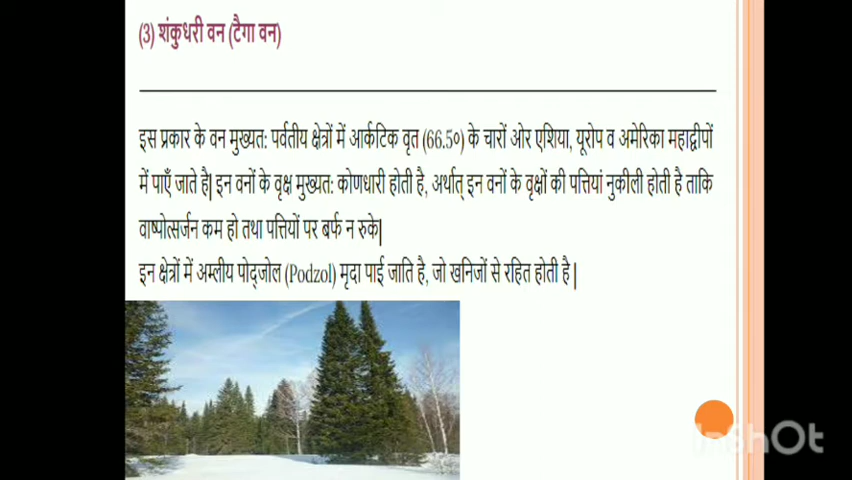 (3) शंकुधरी वन (टैगा वन)
इस प्रकार के वन मुख्यत: पर्वतीय क्षेत्रों में आर्कटिक वृत (66.5०) के चारों ओर एशिया, यूरोप व अमेरिका महाद्वीपों
में पाएँ जाते है| इन वनों के वृक्ष मुख्यत: कोणधारी होती है, अर्थात् इन वनों के वृक्षों की पत्तियां नुकीली होती है ताकि
वाष्पोत्सर्जन कम हो तथा पत्तियों पर बर्फ न रुके|
इन क्षेत्रों में अम्लीय पोद्जोल (Podzol) मृदा पाई जाति है, जो खनिजों से रहित होती है |
InShOt